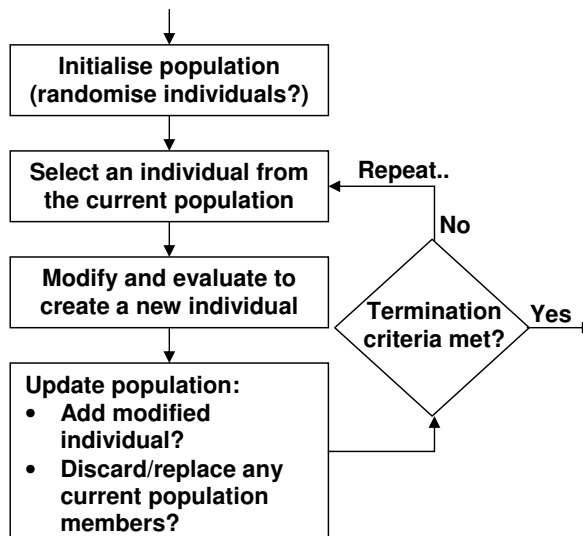 Initialise population
(randomise individuals?)
Select an individual from
the current population
Repeat..
No
Modify and evaluate to
create a new individual
Termination
criteria met?
Yes
Update population:
• Add modified
individual?
• Discard/replace any
current population
members?